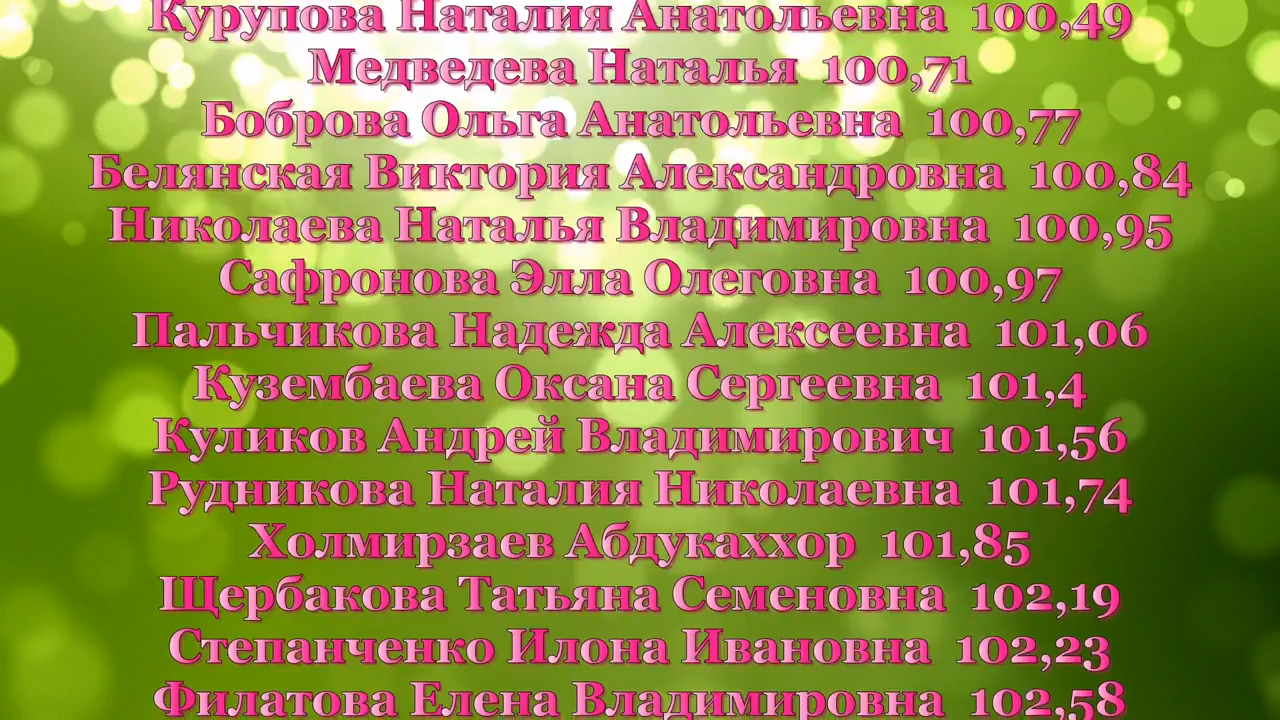 Курупова Наталия Анатольевна 100,49
Медведева Наталья 100,71
Боброва Ольга Анатольевна 100,77
Белянская Виктория Александровна 100,84
Николаева Наталья Владимировна 100,95
Сафронова Элла Олеговна 100,97
Пальчикова Надежда Алексеевна 101,06
Кузембаева Оксана Сергеевна 101,4
Куликов Андрей Владимирович 101,56
Рудникова Наталия Николаевна 101,74
Холмирзаев Абдукаххор 101,85
Щербакова Татьяна Семеновна 102,19
Степанченко Илона Ивановна 102,23
Филатова Елена Владимировна 102,58